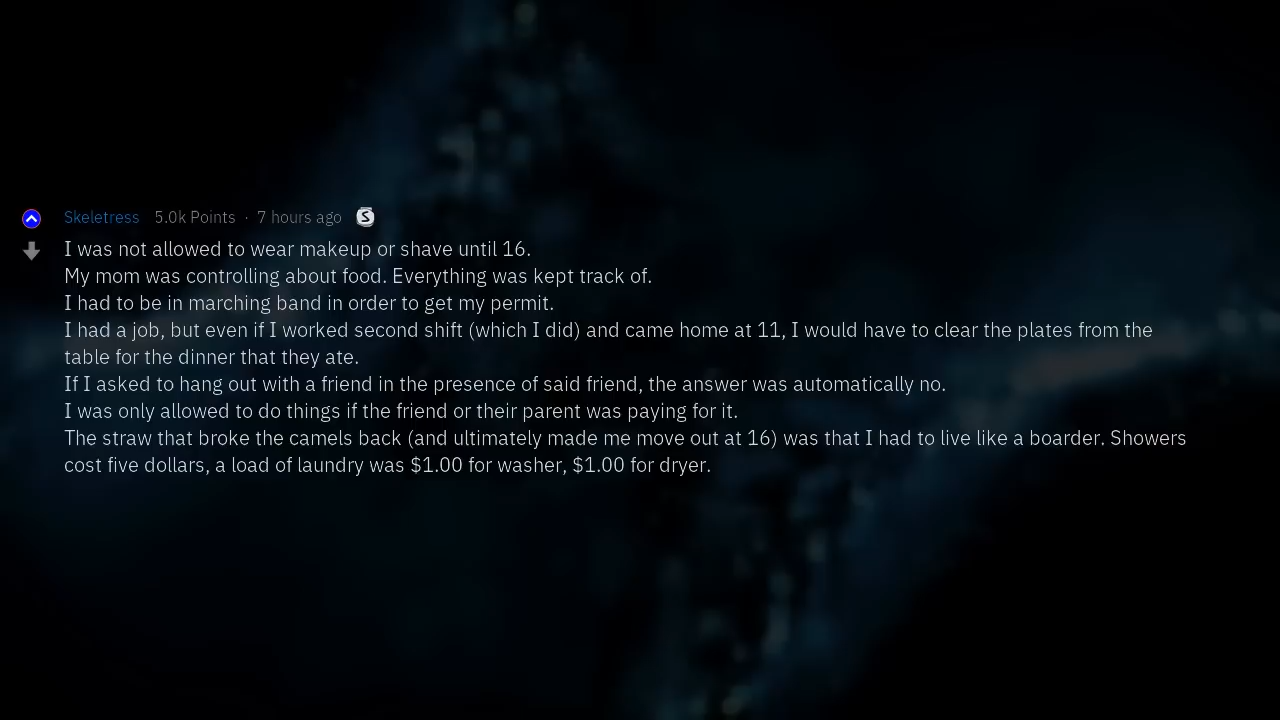 Skeletress 5.0k Points · 7 hours ago S
I was not allowed to wear makeup or shave until 16.
My mom was controlling about food. Everything was kept track of.
I had to be in marching band in order to get my permit.
I had a job, but even if I worked second shift (which I did) and came home at 11, I would have to clear the plates from the
table for the dinner that they ate.
If I asked to hang out with a friend in the presence of said friend, the answer was automatically no.
I was only allowed to do things if the friend or their parent was paying for it.
The straw that broke the camels back (and ultimately made me move out at 16) was that I had to live like a boarder. Showers
cost five dollars, a load of laundry was $1.00 for washer, $1.00 for dryer.